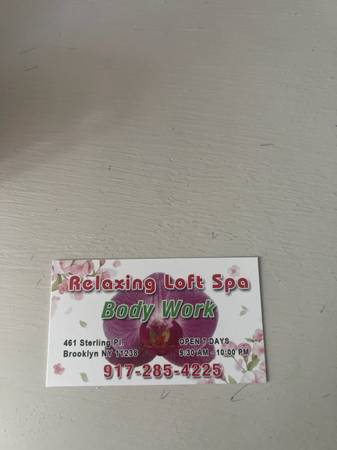 Relaxing Loft Spa
Body Work
461 Sterling Pl.
Brooklyn NY 11238
OPEN 7 DAYS
9:30 AM - 10:00 PM
917-285-4225